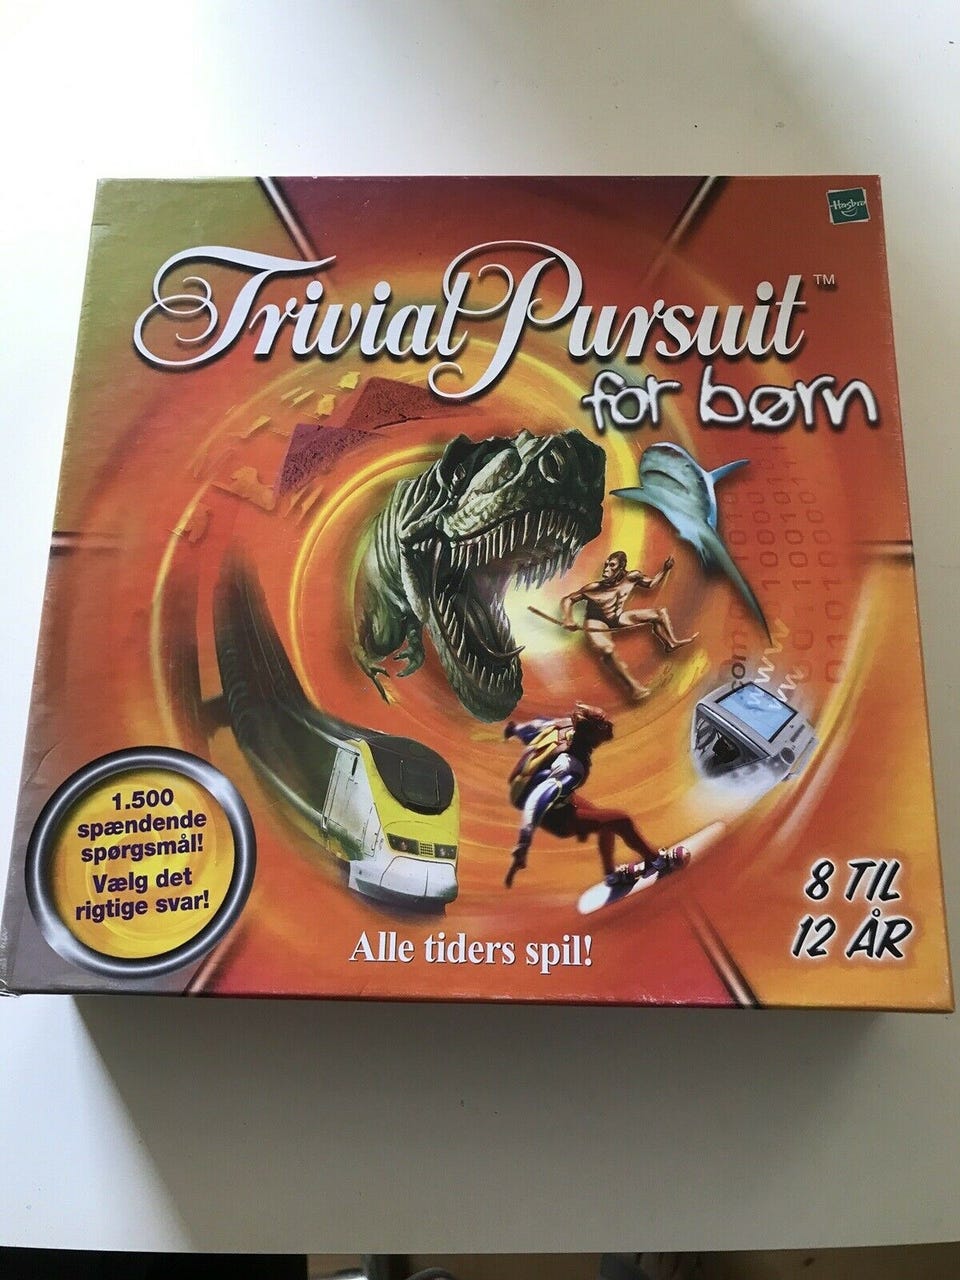 Hasbro
Trivial Pursuit™
for børn
1.500
spændende
spørgsmål!
Vælg det
rigtige svar!
8 TIL
12 ÅR
Alle tiders spil!